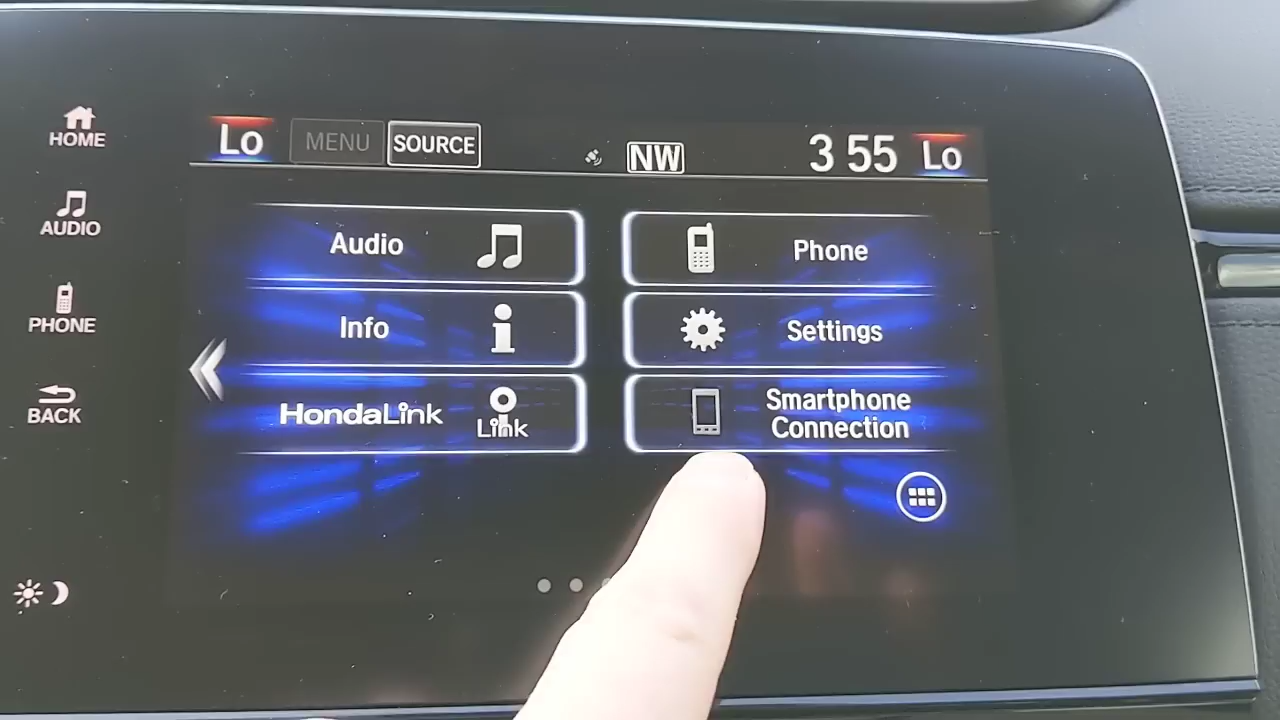 HOME
AUDIO
PHONE
BACK
Lo MENU SOURCE NW 3 55 Lo
Audio
Phone
Info
Settings
HondaLink
Link
Smartphone
Connection